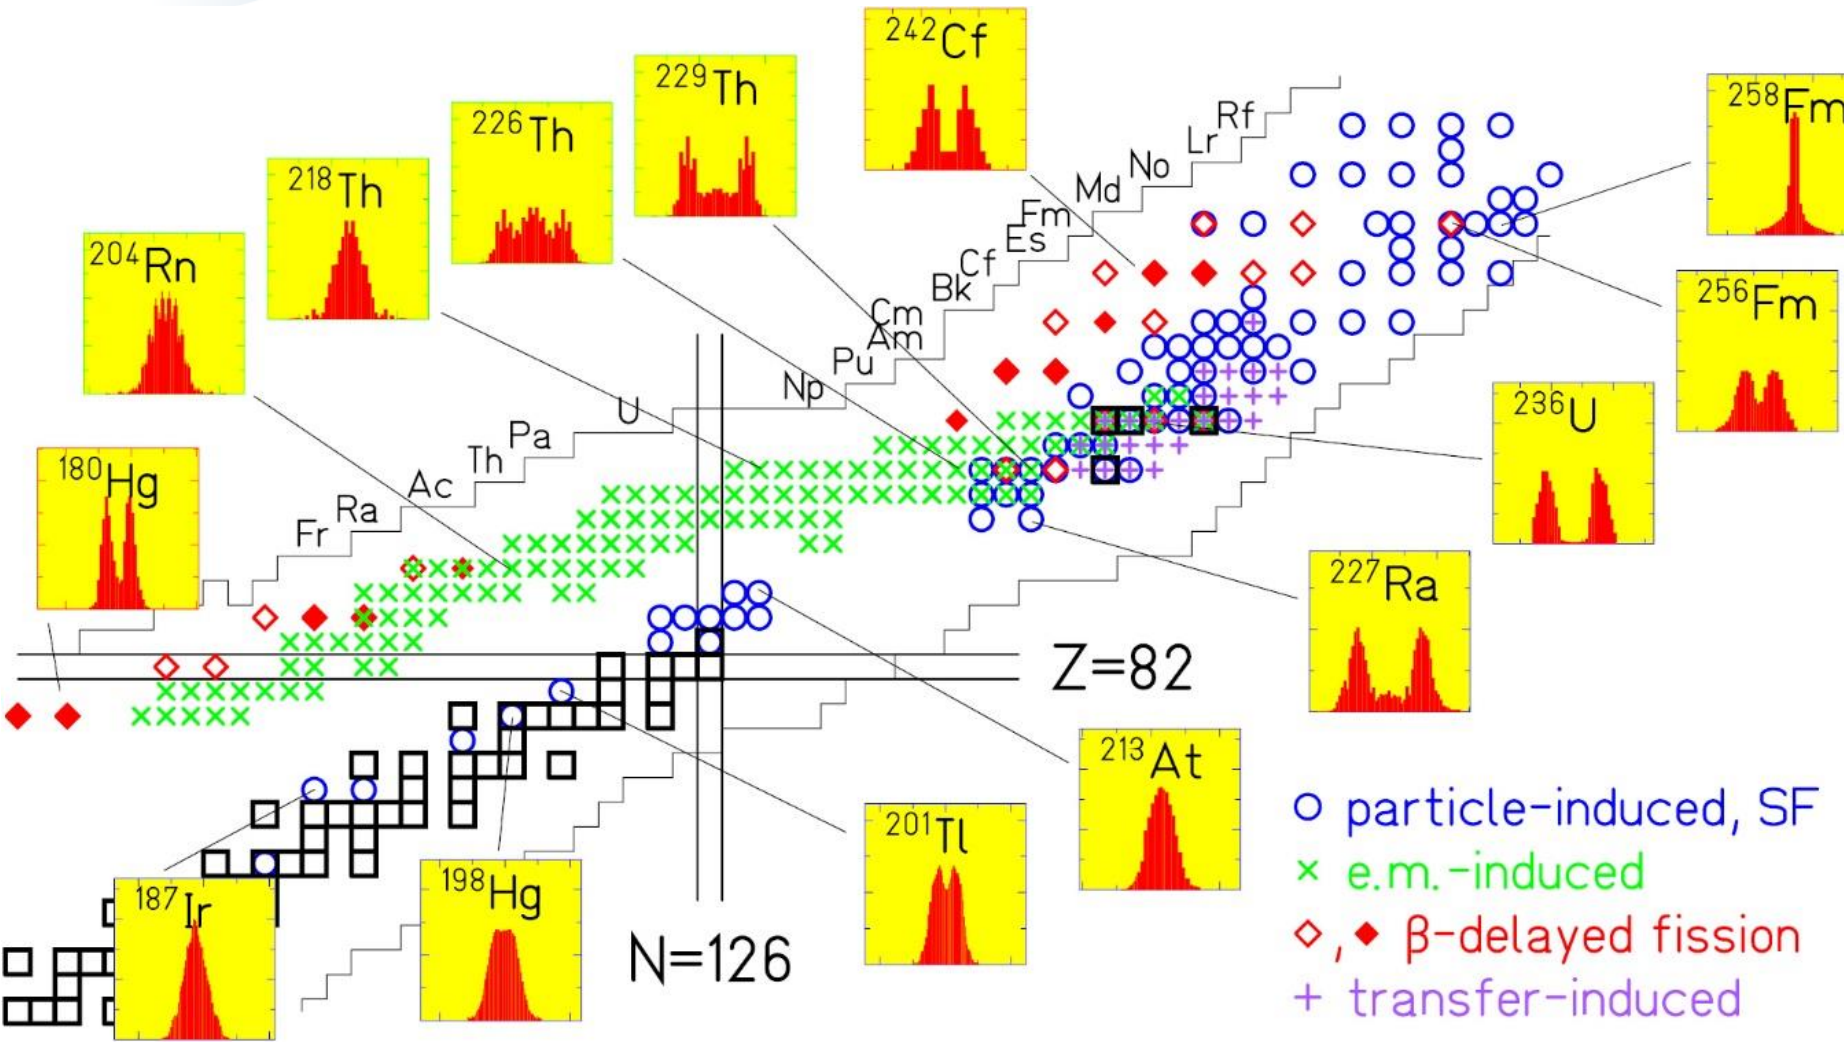 ²⁴²Cf
²²⁹Th
²⁵⁸Fm
²²⁶Th
Rf
Lr
No
²¹⁸Th
Md
Fm
Es
²⁰⁴Rn
Cf
Bk
²⁵⁶Fm
Cm
Am
Pu
Np
²³⁶U
U
Pa
Th
Ac
¹⁸⁰Hg
Ra
Fr
²²⁷Ra
Z=82
²¹³At
²⁰¹Tl
particle-induced, SF
e.m.-induced
¹⁹⁸Hg
¹⁸⁷Ir
N=126
β-delayed fission
transfer-induced